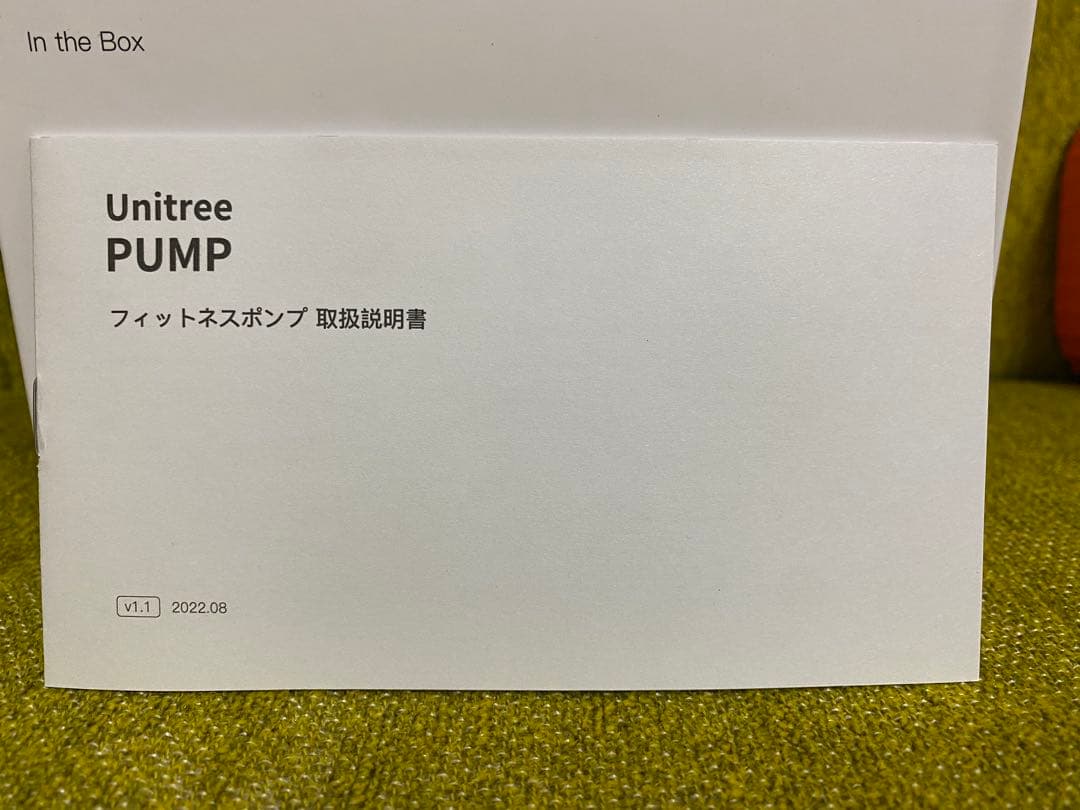 In the Box
Unitree
PUMP
フィットネスポンプ 取扱説明書
v1.1 2022.08